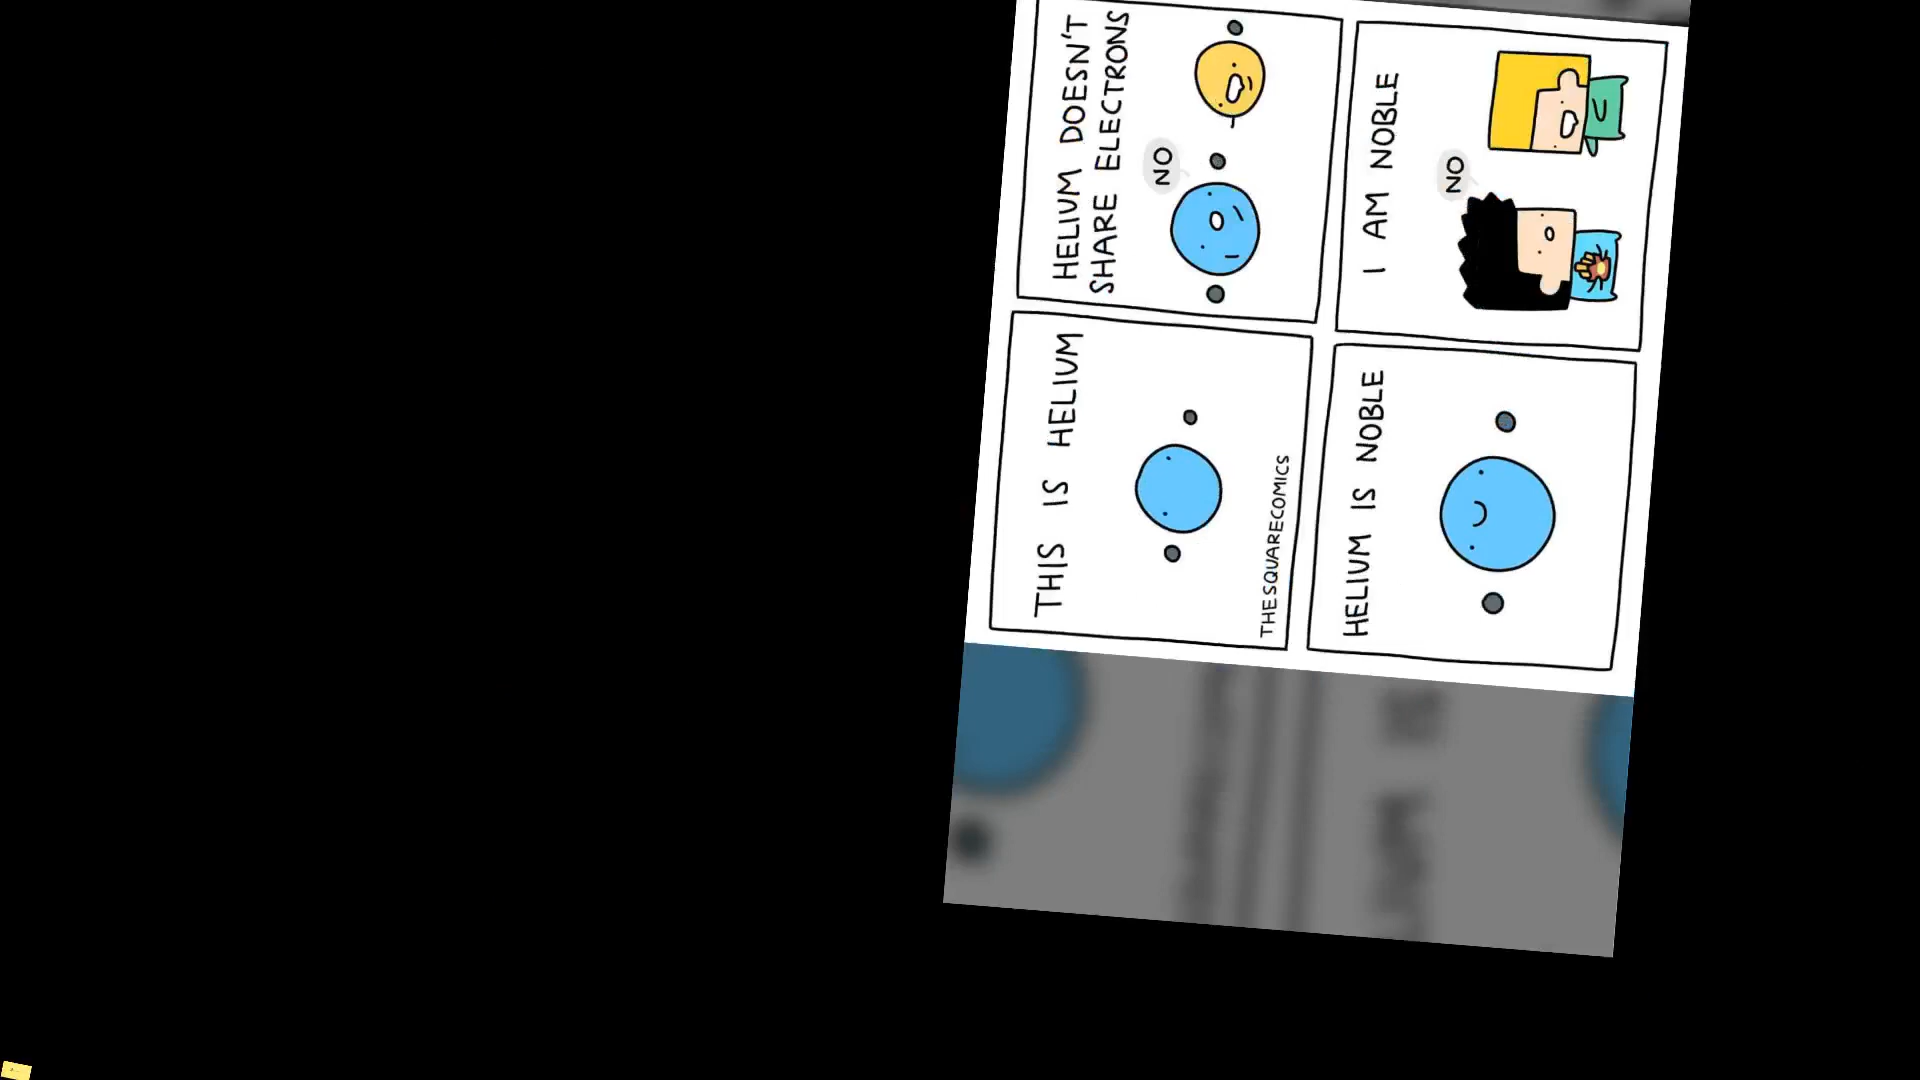 THIS IS HELIUM
THESQUARECOMICS
HELIUM DOESN'T
SHARE ELECTRONS
NO
HELIUM IS NOBLE
I AM NOBLE
NO